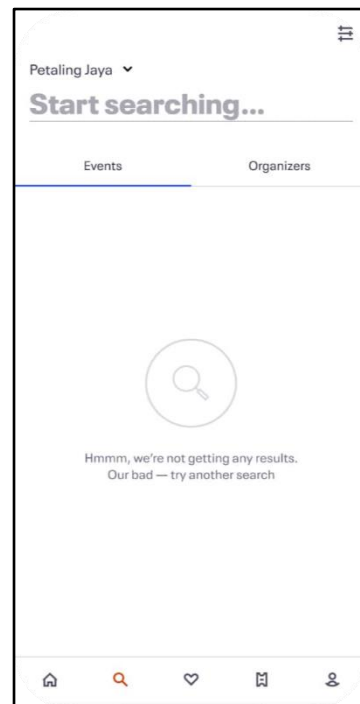 Petaling Jaya
Start searching...
Events Organizers
Hmmm, we're not getting any results.
Our bad — try another search